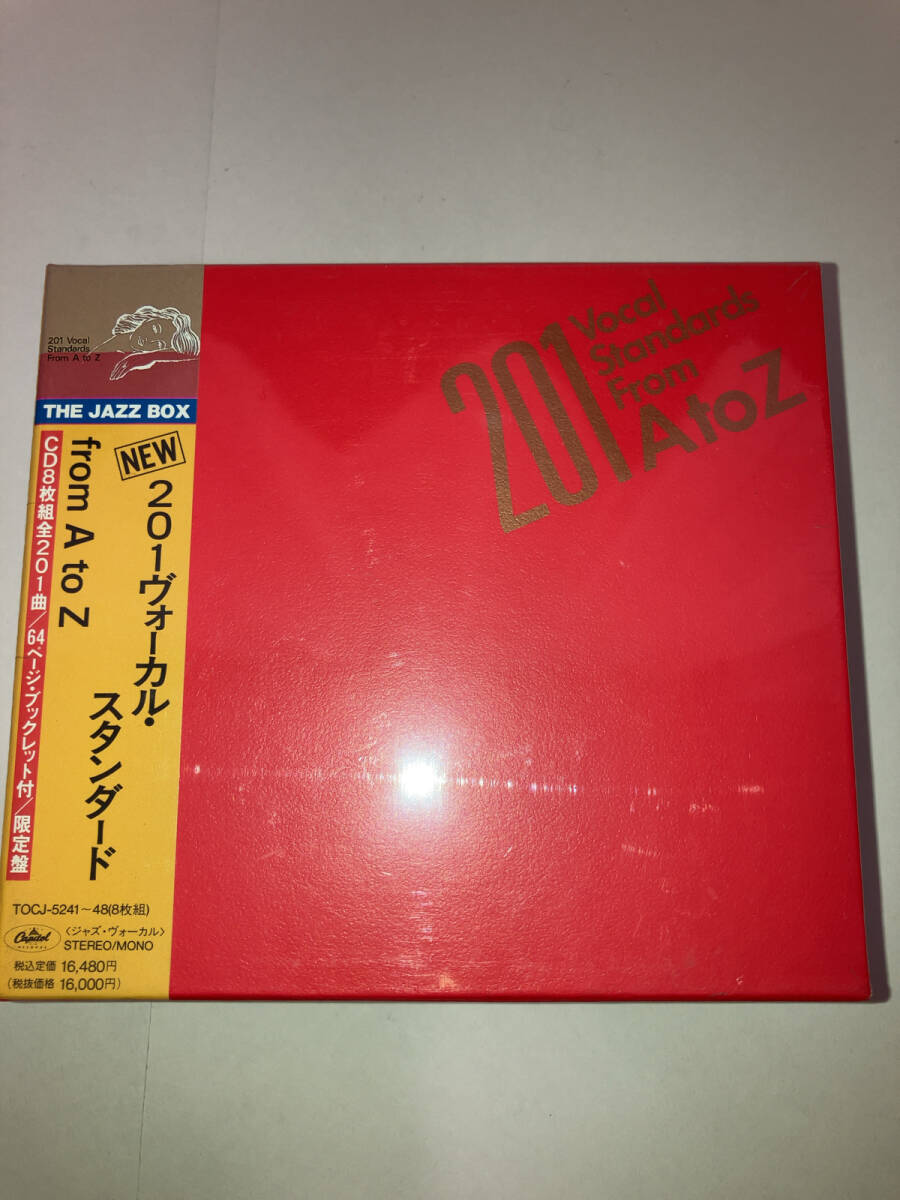 201 Vocal
Standards
From A to Z
THE JAZZ BOX
NEW
201ヴォーカル・
スタンダード
from A to Z
CD8枚組全201曲/64ページ・ブックレット付/限定盤
TOCJ-5241～48(8枚組)
Capitol
〈ジャズ・ヴォーカル〉
STEREO/MONO
税込定価 16,480円
(税抜価格 16,000円)
201
Vocal
Standards
From
A to Z